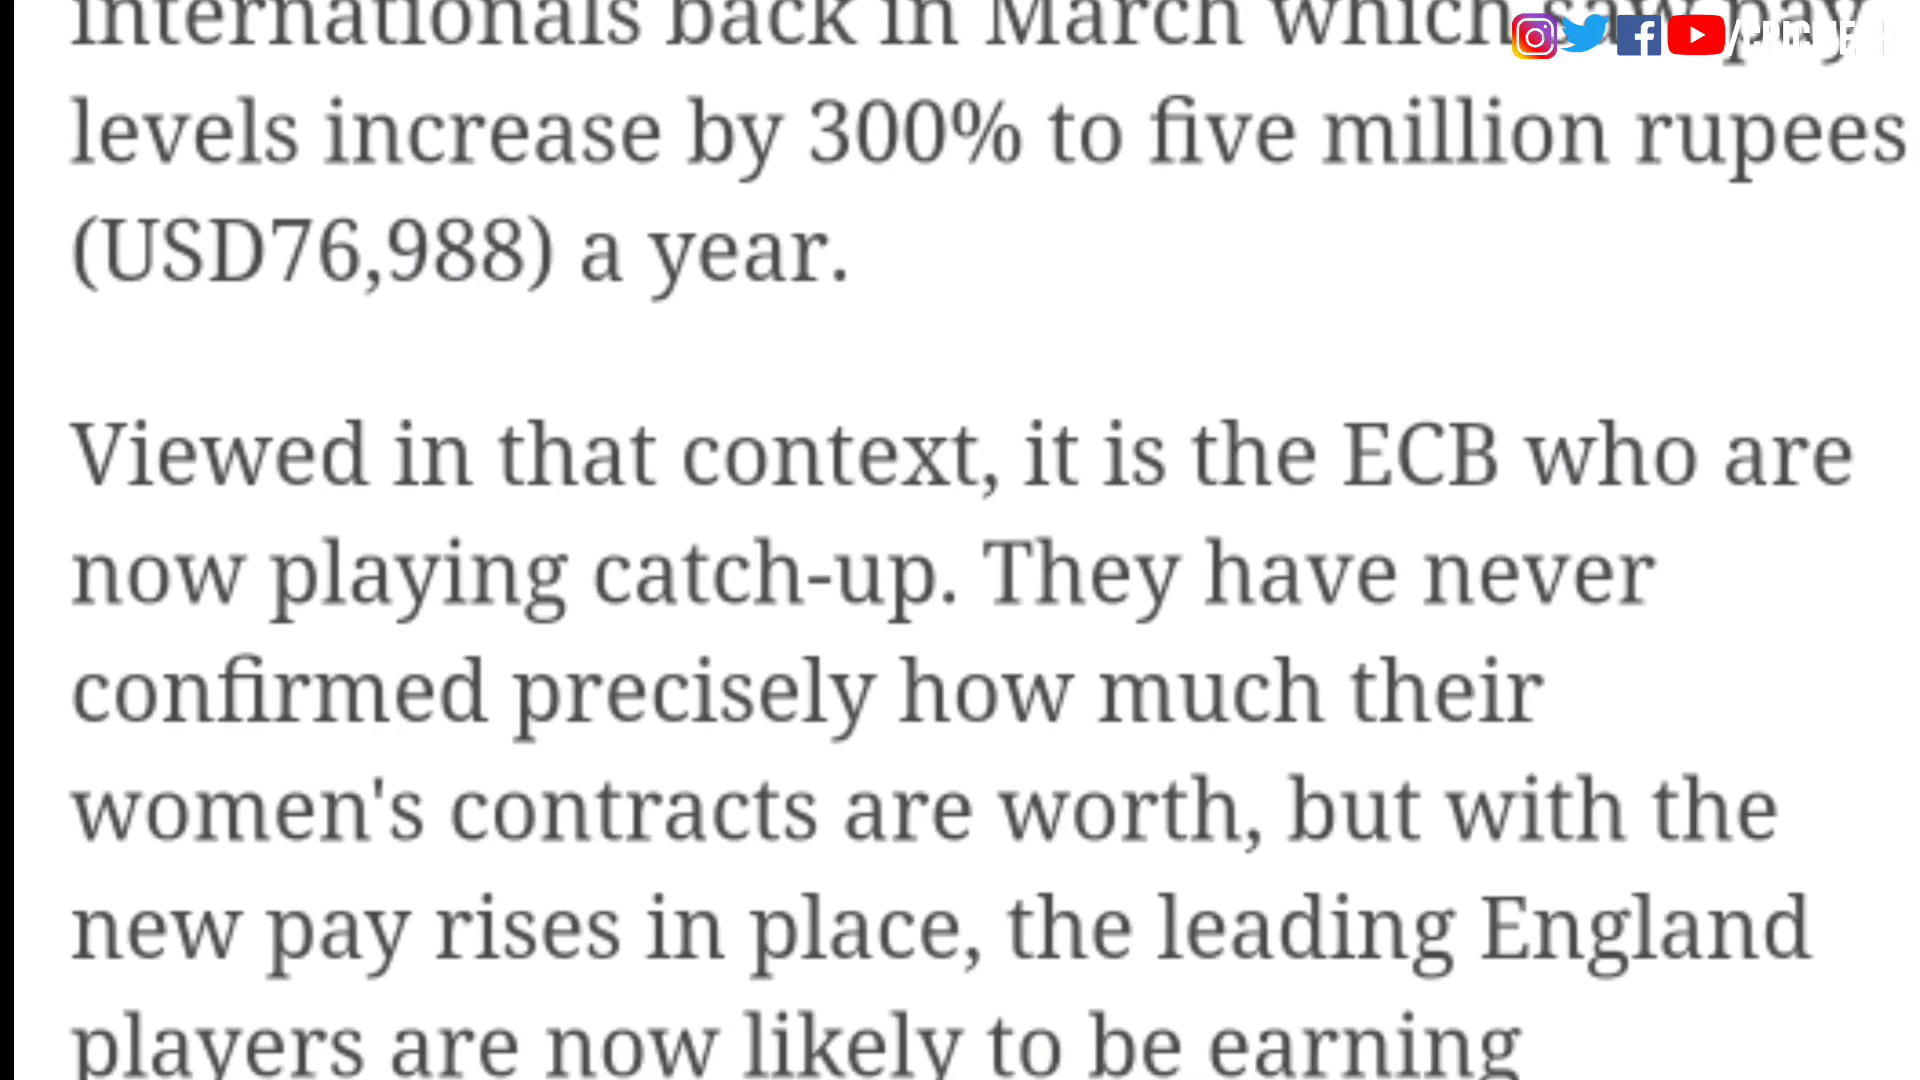 internationals back in March which saw pay
levels increase by 300% to five million rupees
(USD76,988) a year.
Viewed in that context, it is the ECB who are
now playing catch-up. They have never
confirmed precisely how much their
women's contracts are worth, but with the
new pay rises in place, the leading England
players are now likely to be earning